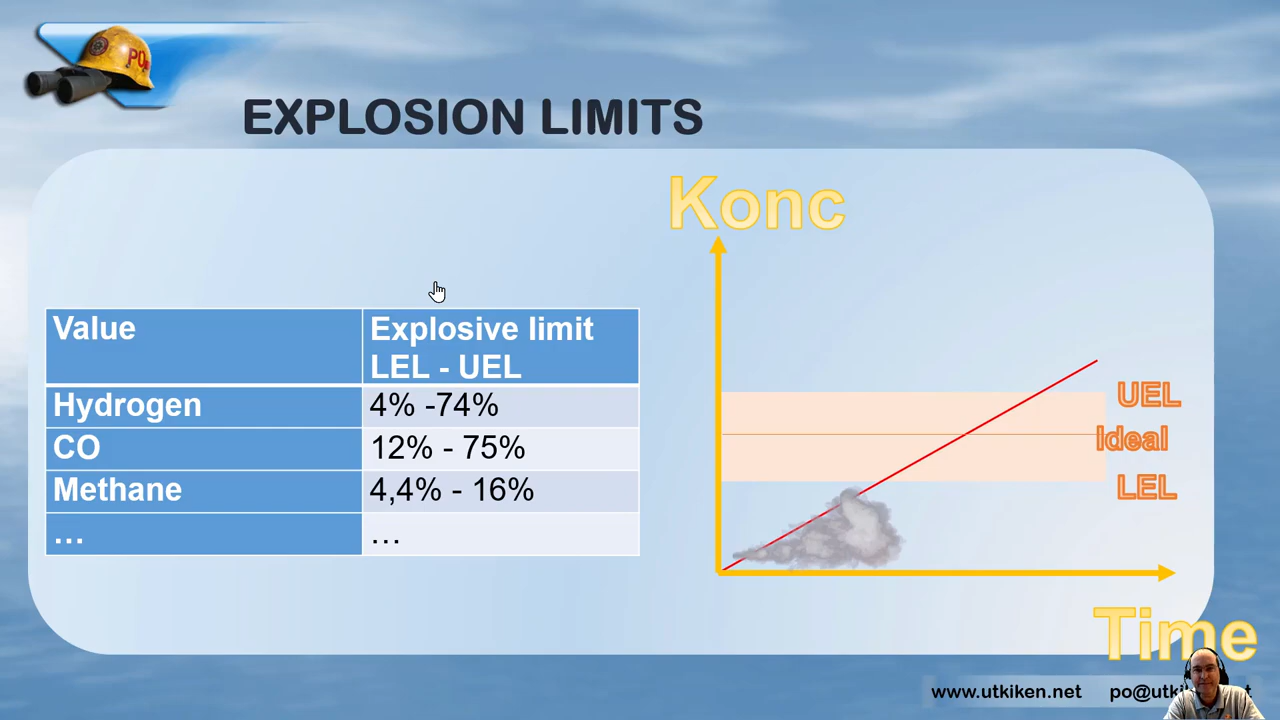 EXPLOSION LIMITS
Konc
Value
Explosive limit
LEL - UEL
Hydrogen
4% -74%
CO
12% - 75%
Methane
4,4% - 16%
…
…
UEL
Ideal
LEL
Time
www.utkiken.net